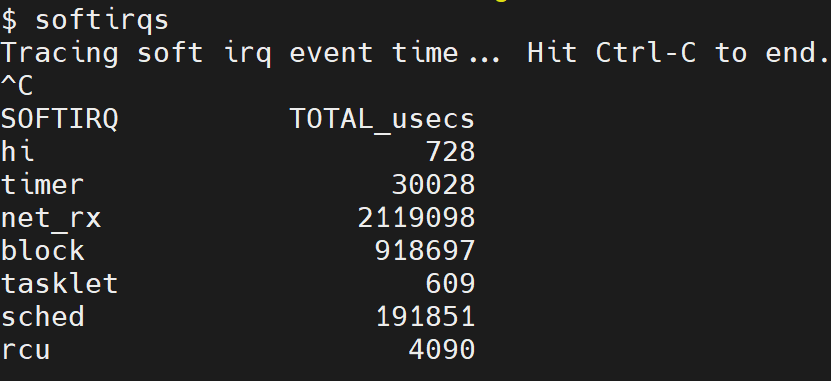 $ softirqs
Tracing soft irq event time... Hit Ctrl-C to end.
^C
SOFTIRQ          TOTAL_usecs
hi                       728
timer                  30028
net_rx               2119098
block                 918697
tasklet                  609
sched                 191851
rcu                     4090